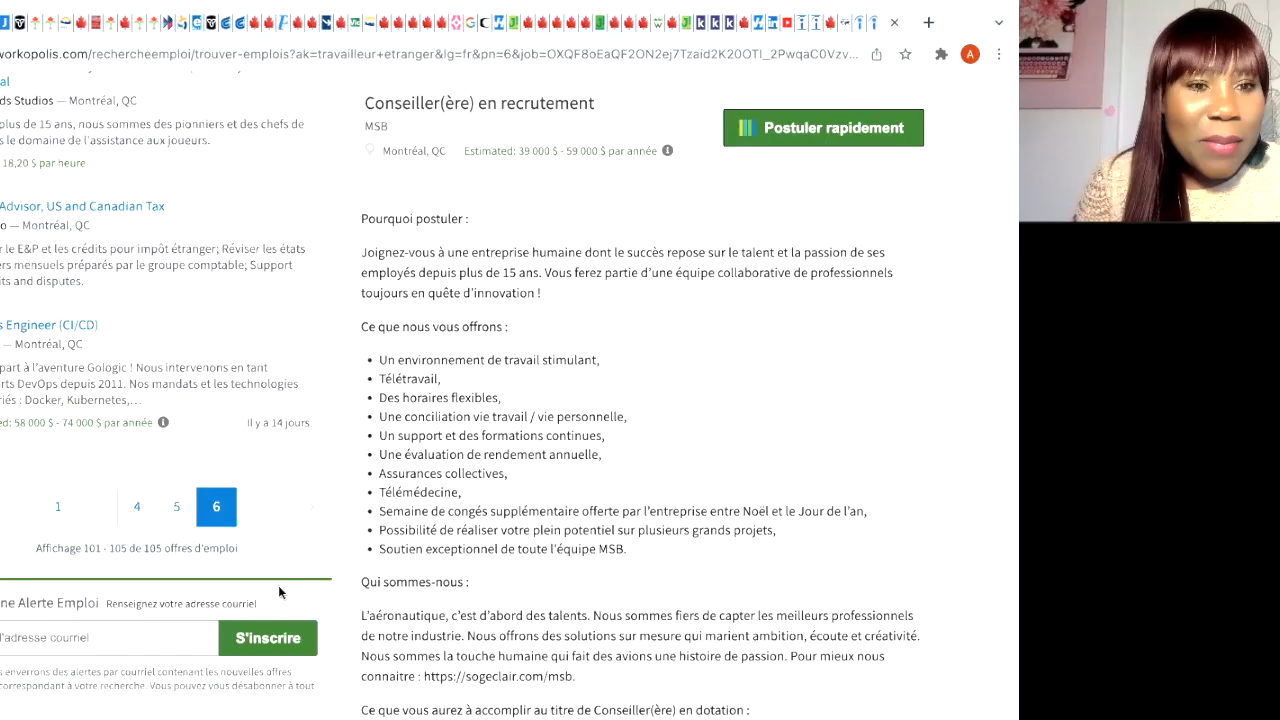 workopolis.com/rechercheemploi/trouver-emplois?ak=travailleur+etranger&lg=fr&pn=6&job=OXQF8oEaQF2ON2ej7Tzaid2K20OTI_2PwqaC0Vzv...
A
al
ds Studios — Montréal, QC
plus de 15 ans, nous sommes des pionniers et des chefs de
s le domaine de l'assistance aux joueurs.
18,20 $ par heure
Advisor, US and Canadian Tax
o — Montréal, QC
r le E&P et les crédits pour impôt étranger; Réviser les états
ers mensuels préparés par le groupe comptable; Support
its and disputes.
s Engineer (CI/CD)
— Montréal, QC
part à l'aventure Gologic ! Nous intervenons en tant
rts DevOps depuis 2011. Nos mandats et les technologies
riés : Docker, Kubernetes,…
ed: 58 000 $ - 74 000 $ par année
Il y a 14 jours
1 4 5 6
Affichage 101 - 105 de 105 offres d'emploi
ne Alerte Emploi Renseignez votre adresse courriel
l'adresse courriel
S'inscrire
s enverrons des alertes par courriel contenant les nouvelles offres
correspondant à votre recherche. Vous pouvez vous désabonner à tout
Conseiller(ère) en recrutement
MSB
Montréal, QC Estimated: 39 000 $ - 59 000 $ par année
Postuler rapidement
Pourquoi postuler :
Joignez-vous à une entreprise humaine dont le succès repose sur le talent et la passion de ses
employés depuis plus de 15 ans. Vous ferez partie d'une équipe collaborative de professionnels
toujours en quête d'innovation !
Ce que nous vous offrons :
• Un environnement de travail stimulant,
• Télétravail,
• Des horaires flexibles,
• Une conciliation vie travail / vie personnelle,
• Un support et des formations continues,
• Une évaluation de rendement annuelle,
• Assurances collectives,
• Télémédecine,
• Semaine de congés supplémentaire offerte par l'entreprise entre Noël et le Jour de l'an,
• Possibilité de réaliser votre plein potentiel sur plusieurs grands projets,
• Soutien exceptionnel de toute l'équipe MSB.
Qui sommes-nous :
L'aéronautique, c'est d'abord des talents. Nous sommes fiers de capter les meilleurs professionnels
de notre industrie. Nous offrons des solutions sur mesure qui marient ambition, écoute et créativité.
Nous sommes la touche humaine qui fait des avions une histoire de passion. Pour mieux nous
connaitre : https://sogeclair.com/msb.
Ce que vous aurez à accomplir au titre de Conseiller(ère) en dotation :